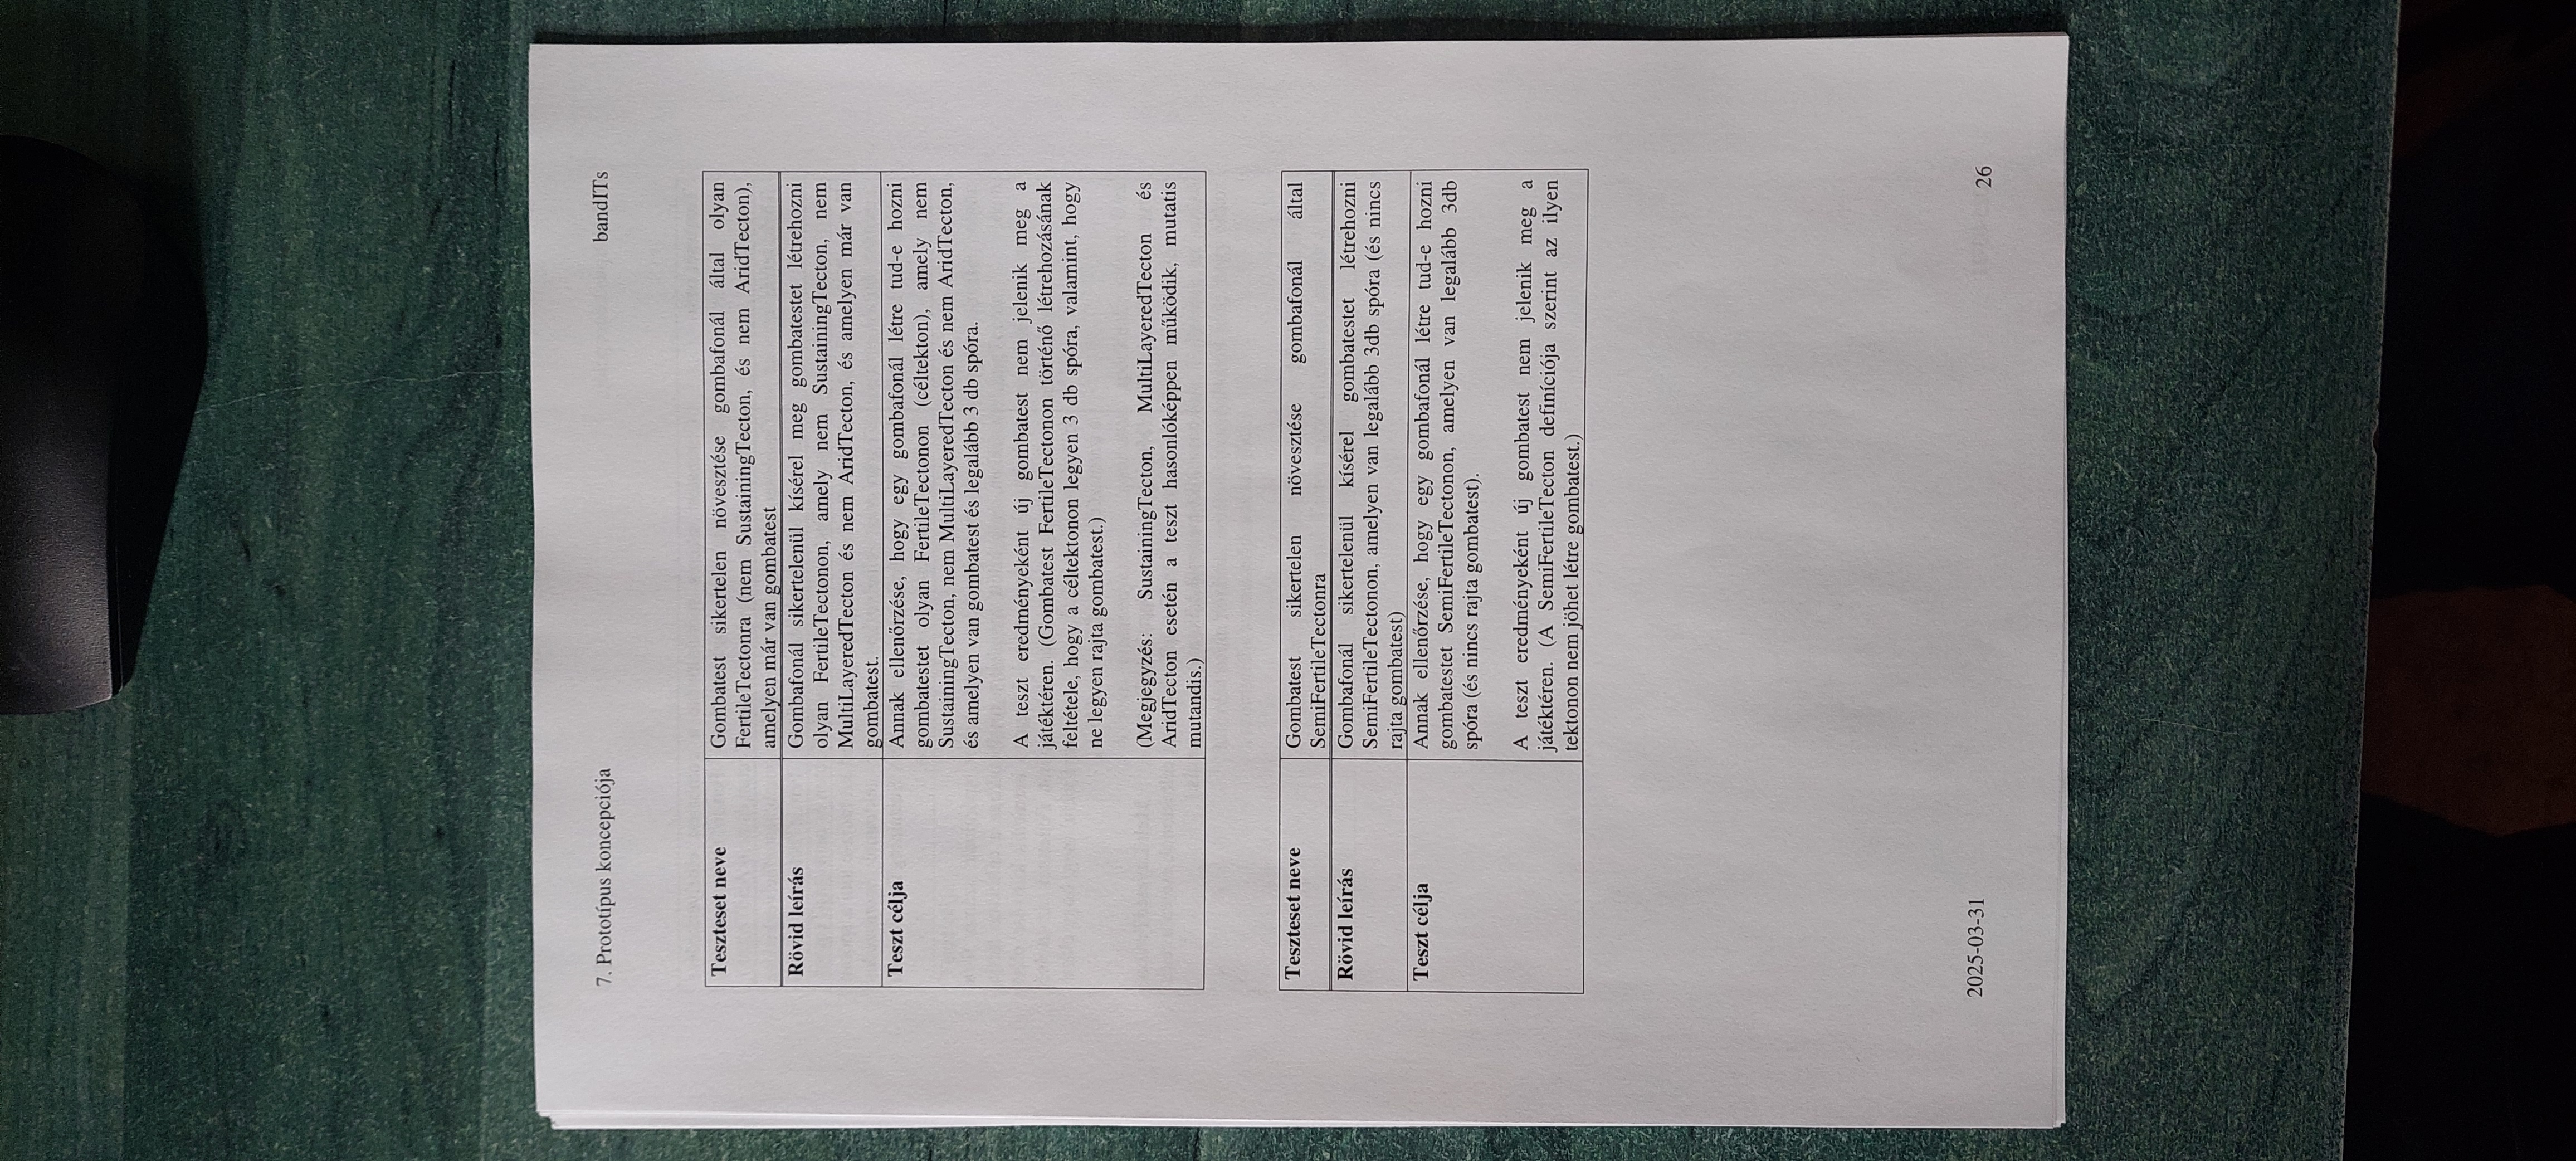 7. Prototípus koncepciója bandITs
Teszteset neve Gombatest sikertelen növesztése gombafonál által olyan
FertileTectonra (nem SustainingTecton, és nem AridTecton),
amelyen már van gombatest
Rövid leírás Gombafonál sikertelenül kísérel meg gombatestet létrehozni
olyan FertileTectonon, amely nem SustainingTecton, nem
MultiLayeredTecton és nem AridTecton, és amelyen már van
gombatest.
Teszt célja Annak ellenőrzése, hogy egy gombafonál létre tud-e hozni
gombatestet olyan FertileTectonon (céltekton), amely nem
SustainingTecton, nem MultiLayeredTecton és nem AridTecton,
és amelyen van gombatest és legalább 3 db spóra.
A teszt eredményeként új gombatest nem jelenik meg a
játéktéren. (Gombatest FertileTectonon történő létrehozásának
feltétele, hogy a céltektonon legyen 3 db spóra, valamint, hogy
ne legyen rajta gombatest.)
(Megjegyzés: SustainingTecton, MultiLayeredTecton és
AridTecton esetén a teszt hasonlóképpen működik, mutatis
mutandis.)
Teszteset neve Gombatest sikertelen növesztése gombafonál által
SemiFertileTectonra
Rövid leírás Gombafonál sikertelenül kísérel gombatestet létrehozni
SemiFertileTectonon, amelyen van legalább 3db spóra (és nincs
rajta gombatest)
Teszt célja Annak ellenőrzése, hogy egy gombafonál létre tud-e hozni
gombatestet SemiFertileTectonon, amelyen van legalább 3db
spóra (és nincs rajta gombatest).
A teszt eredményeként új gombatest nem jelenik meg a
játéktéren. (A SemiFertileTecton definíciója szerint az ilyen
tektonon nem jöhet létre gombatest.)
2025-03-31 26